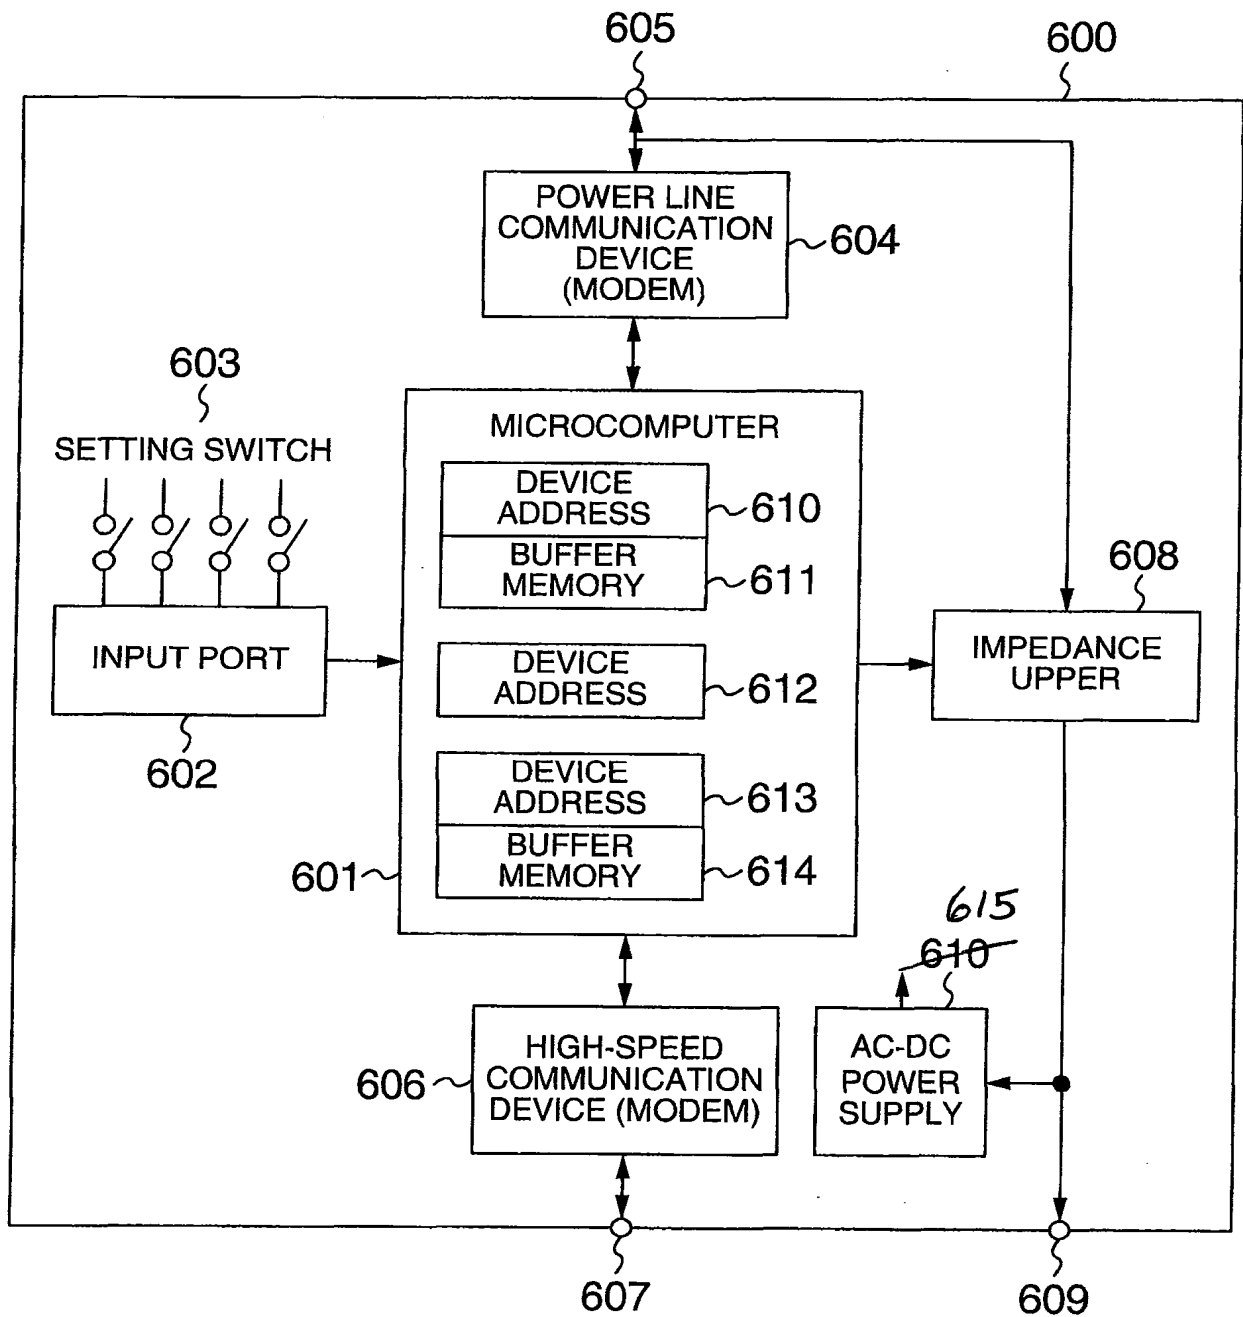 605
600
POWER LINE
COMMUNICATION
DEVICE
(MODEM)
604
603
SETTING SWITCH
MICROCOMPUTER
DEVICE
ADDRESS
610
BUFFER
MEMORY
611
608
INPUT PORT
IMPEDANCE
UPPER
DEVICE
ADDRESS
612
602
DEVICE
ADDRESS
613
BUFFER
MEMORY
614
601
615
610
HIGH-SPEED
COMMUNICATION
DEVICE (MODEM)
606
AC-DC
POWER
SUPPLY
607
609